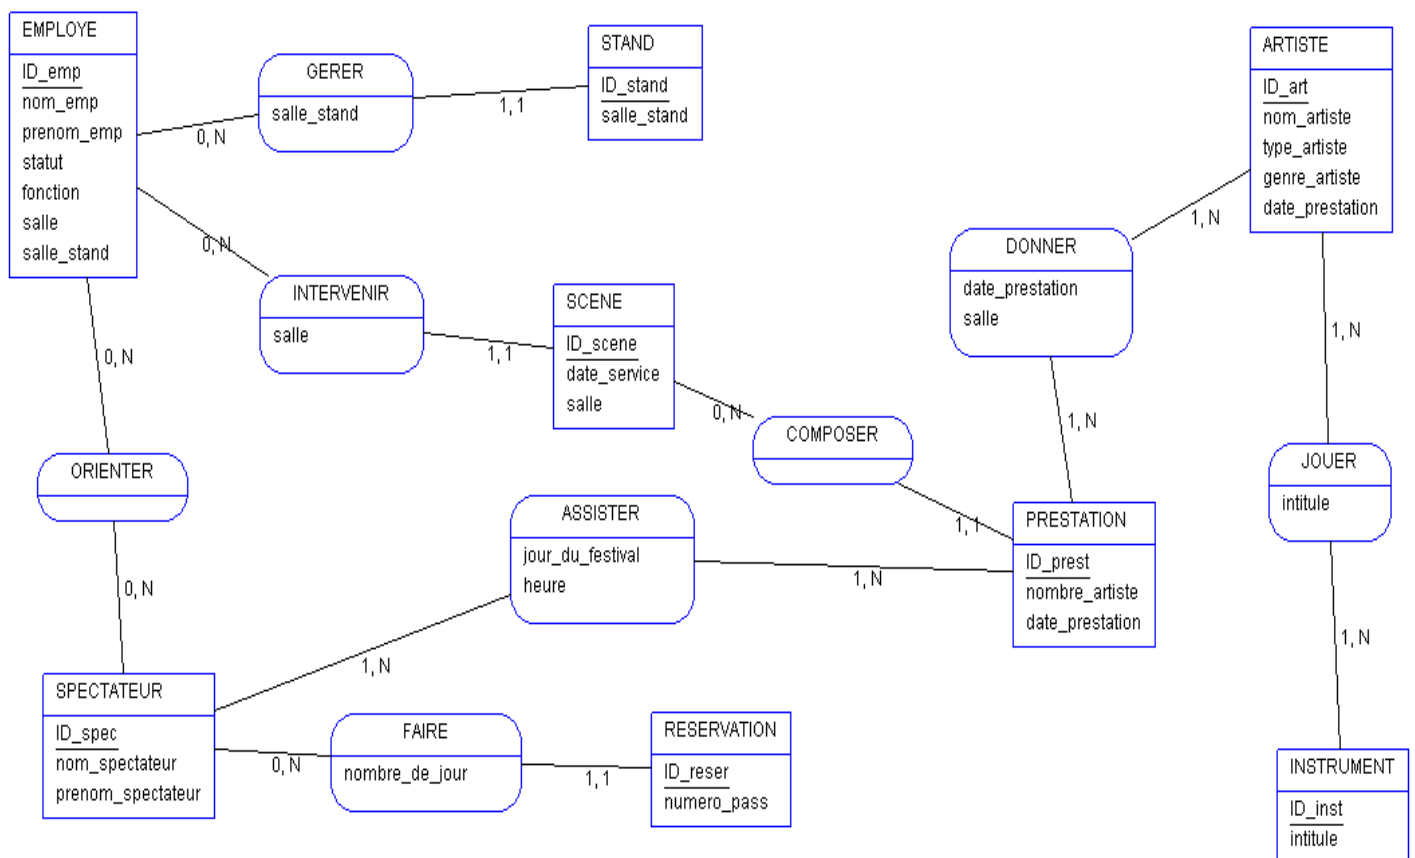 EMPLOYE
ID_emp
nom_emp
prenom_emp
statut
fonction
salle
salle_stand
0, N
GERER
salle_stand
1, 1
STAND
ID_stand
salle_stand
0, N
INTERVENIR
salle
1, 1
SCENE
ID_scene
date_service
salle
0, N
COMPOSER
1, 1
ARTISTE
ID_art
nom_artiste
type_artiste
genre_artiste
date_prestation
1, N
DONNER
date_prestation
salle
1, N
1, N
JOUER
intitule
1, N
INSTRUMENT
ID_inst
intitule
PRESTATION
ID_prest
nombre_artiste
date_prestation
0, N
ORIENTER
0, N
ASSISTER
jour_du_festival
heure
1, N
1, N
SPECTATEUR
ID_spec
nom_spectateur
prenom_spectateur
0, N
FAIRE
nombre_de_jour
1, 1
RESERVATION
ID_reser
numero_pass